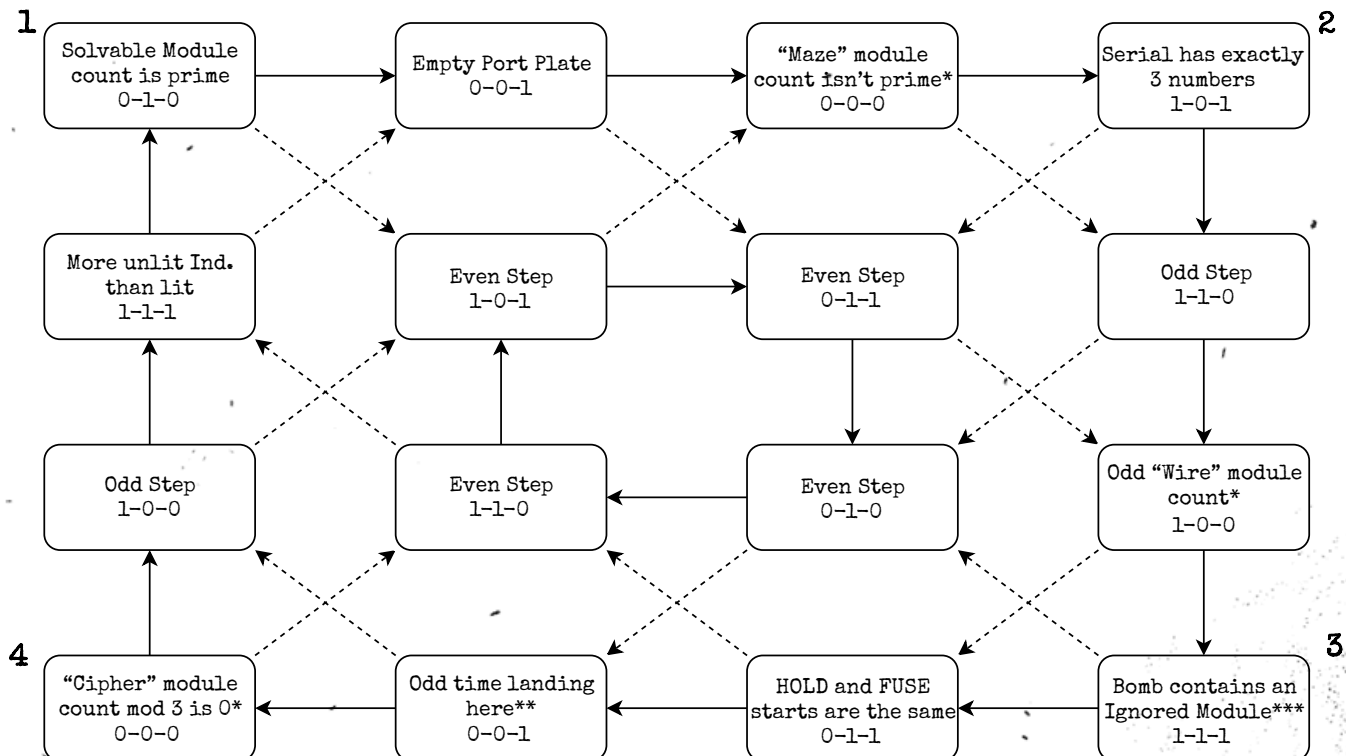 1
Solvable Module
count is prime
0-1-0
Empty Port Plate
0-0-1
“Maze” module
count isn’t prime*
0-0-0
2
Serial has exactly
3 numbers
1-0-1
More unlit Ind.
than lit
1-1-1
Even Step
1-0-1
Even Step
0-1-1
Odd Step
1-1-0
Odd Step
1-0-0
Even Step
1-1-0
Even Step
0-1-0
Odd “Wire” module
count*
1-0-0
4
“Cipher” module
count mod 3 is 0*
0-0-0
Odd time landing
here**
0-0-1
HOLD and FUSE
starts are the same
0-1-1
3
Bomb contains an
Ignored Module***
1-1-1